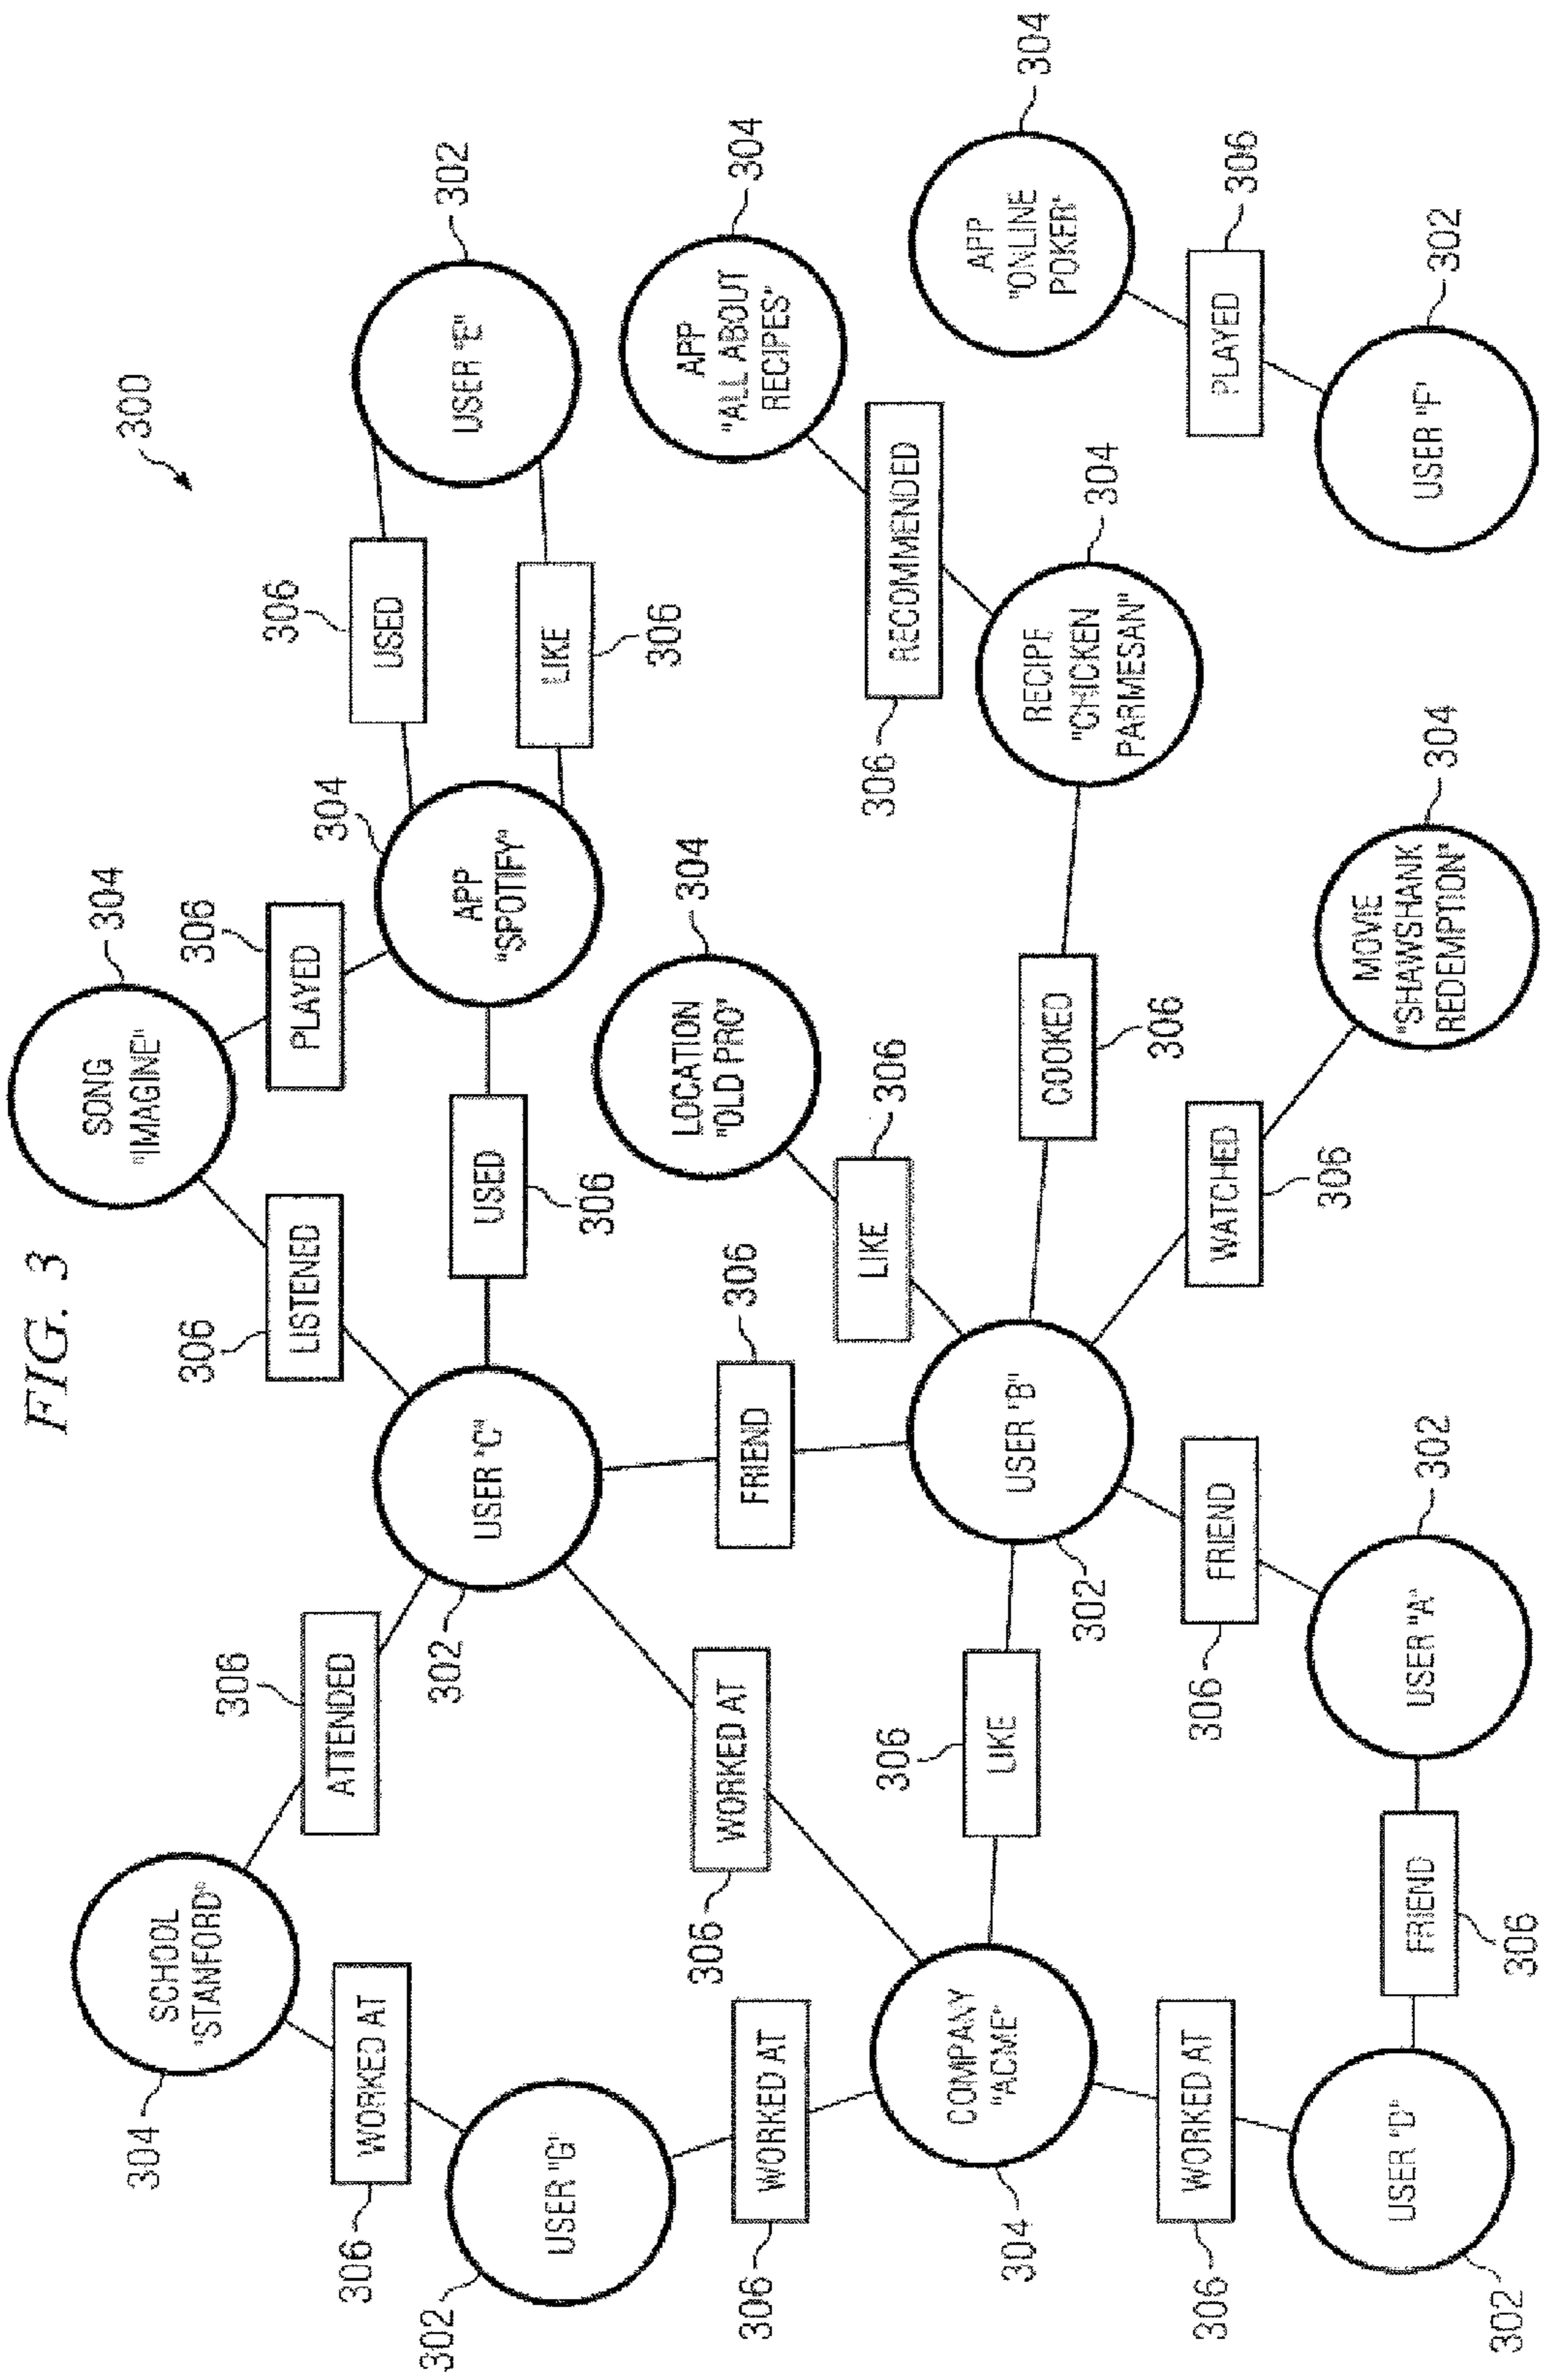 FIG. 3
300
304
SCHOOL
"STANFORD"
306
ATTENDED
306
LISTENED
SONG
"IMAGINE"
304
306
PLAYED
304
306
USED
306
WORKED AT
302
USER "G"
302
USER "C"
USED
306
APP
"SPOTIFY"
LIKE
306
USER "E"
302
306
WORKED AT
306
WORKED AT
FRIEND
306
LOCATION
"OLD PRO"
304
APP
"ALL ABOUT
RECIPES"
304
LIKE
306
306
RECOMMENDED
304
COMPANY
"ACME"
306
LIKE
302
USER "B"
COOKED
306
RECIPE
"CHICKEN
PARMESAN"
304
APP
"ONLINE
POKER"
304
306
WORKED AT
306
FRIEND
WATCHED
306
PLAYED
306
302
USER "D"
FRIEND
306
USER "A"
302
MOVIE
"SHAWSHANK
REDEMPTION"
304
USER "F"
302